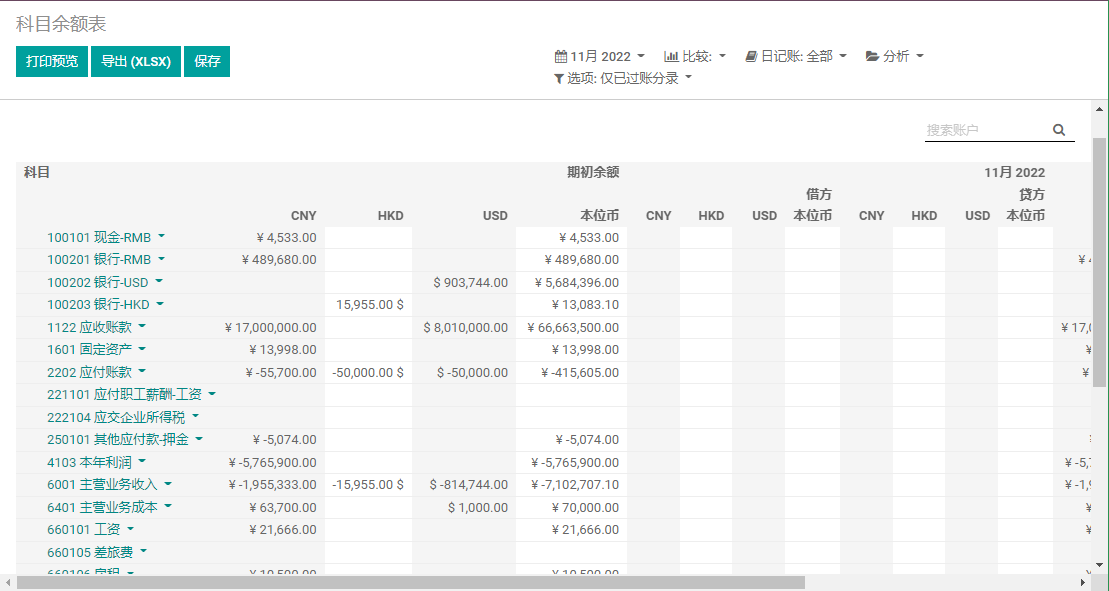 科目余额表
打印预览 导出 (XLSX) 保存
11月 2022 比较: 日记账: 全部 分析
选项: 仅已过账分录
搜索账户
科目 期初余额 11月 2022
借方 贷方
CNY HKD USD 本位币 CNY HKD USD 本位币 CNY HKD USD 本位币
100101 现金-RMB ¥ 4,533.00 ¥ 4,533.00
100201 银行-RMB ¥ 489,680.00 ¥ 489,680.00 ¥
100202 银行-USD $ 903,744.00 ¥ 5,684,396.00
100203 银行-HKD 15,955.00 $ ¥ 13,083.10
1122 应收账款 ¥ 17,000,000.00 $ 8,010,000.00 ¥ 66,663,500.00 ¥ 17,
1601 固定资产 ¥ 13,998.00 ¥ 13,998.00 ¥
2202 应付账款 ¥ -55,700.00 -50,000.00 $ $ -50,000.00 ¥ -415,605.00 ¥
221101 应付职工薪酬-工资
222104 应交企业所得税
250101 其他应付款-押金 ¥ -5,074.00 ¥ -5,074.00
4103 本年利润 ¥ -5,765,900.00 ¥ -5,765,900.00 ¥ -5,
6001 主营业务收入 ¥ -1,955,333.00 -15,955.00 $ $ -814,744.00 ¥ -7,102,707.10 ¥ -1,
6401 主营业务成本 ¥ 63,700.00 $ 1,000.00 ¥ 70,000.00 ¥
660101 工资 ¥ 21,666.00 ¥ 21,666.00 ¥
660105 差旅费
660106 房租 ¥ 10,500.00 ¥ 10,500.00